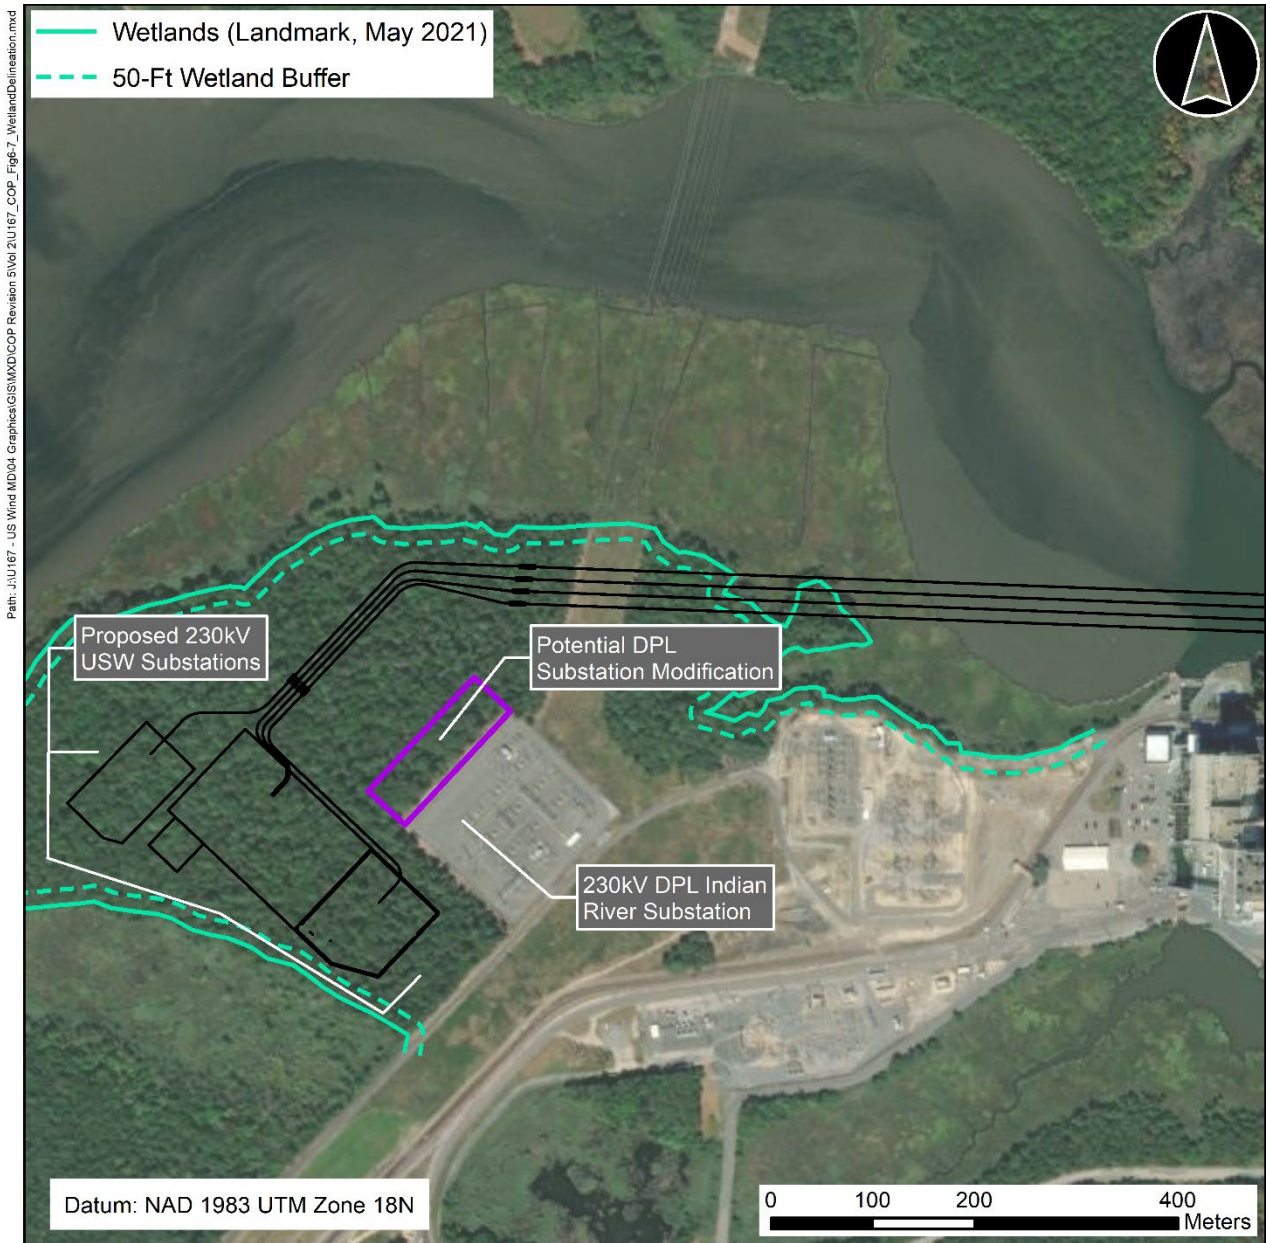 Wetlands (Landmark, May 2021)
50-Ft Wetland Buffer
Path: J:\U167 - US Wind MD\04 Graphics\GIS\MXD\COP Revision 5\Vol 2\U167_COP_Fig6-7_WetlandDelineation.mxd
Proposed 230kV
USW Substations
Potential DPL
Substation Modification
230kV DPL Indian
River Substation
Datum: NAD 1983 UTM Zone 18N
0 100 200 400
Meters